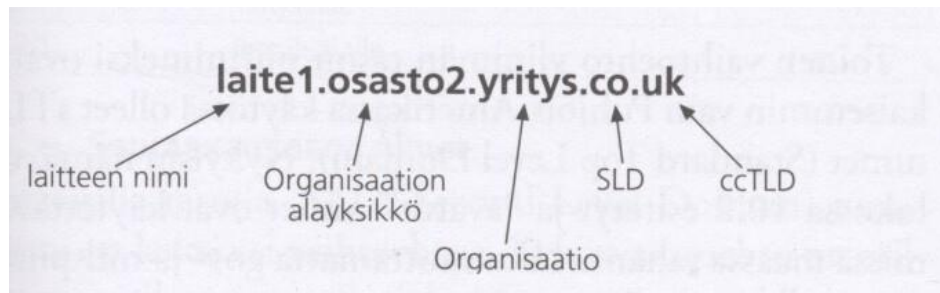 laite1.osasto2.yritys.co.uk
laitteen nimi
Organisaation
alayksikkö
SLD
ccTLD
Organisaatio